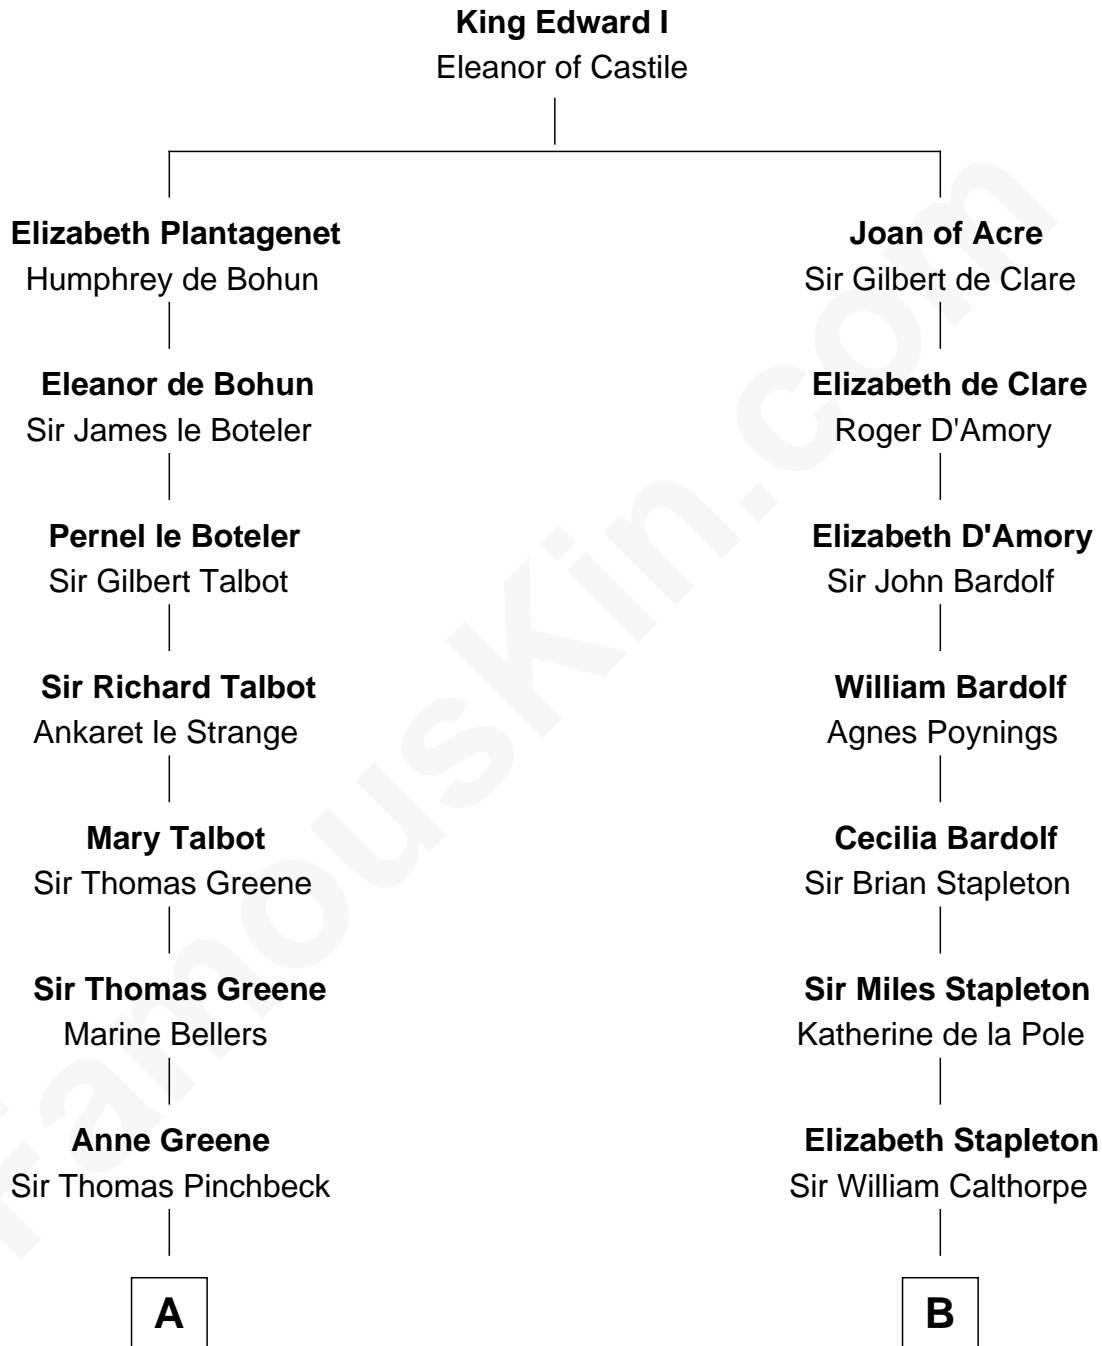 King Edward I
Eleanor of Castile
Elizabeth Plantagenet
Humphrey de Bohun
Joan of Acre
Sir Gilbert de Clare
Eleanor de Bohun
Sir James le Boteler
Elizabeth de Clare
Roger D'Amory
Pernel le Boteler
Sir Gilbert Talbot
Elizabeth D'Amory
Sir John Bardolf
Sir Richard Talbot
Ankaret le Strange
William Bardolf
Agnes Poynings
Mary Talbot
Sir Thomas Greene
Cecilia Bardolf
Sir Brian Stapleton
Sir Thomas Greene
Marine Bellers
Sir Miles Stapleton
Katherine de la Pole
Anne Greene
Sir Thomas Pinchbeck
Elizabeth Stapleton
Sir William Calthorpe
A
B
FamousKin.com